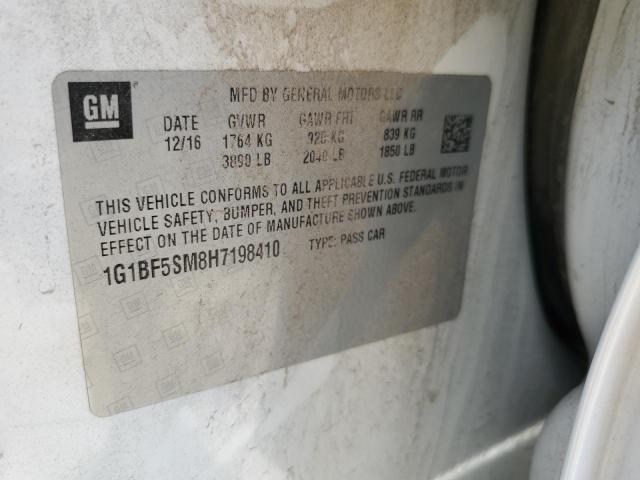 GM
MFD BY GENERAL MOTORS LLC
DATE GVWR GAWR FRT GAWR RR
12/16 1764 KG 925 KG 839 KG
3890 LB 2040 LB 1850 LB
THIS VEHICLE CONFORMS TO ALL APPLICABLE U.S. FEDERAL MOTOR
VEHICLE SAFETY, BUMPER, AND THEFT PREVENTION STANDARDS IN
EFFECT ON THE DATE OF MANUFACTURE SHOWN ABOVE.
1G1BF5SM8H7198410 TYPE: PASS CAR